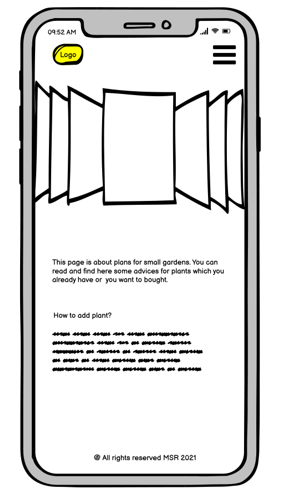 09:52 AM
Logo
This page is about plans for small gardens. You can
read and find here some advices for plants which you
already have or you want to bought.
How to add plant?
@ All rights reserved MSR 2021